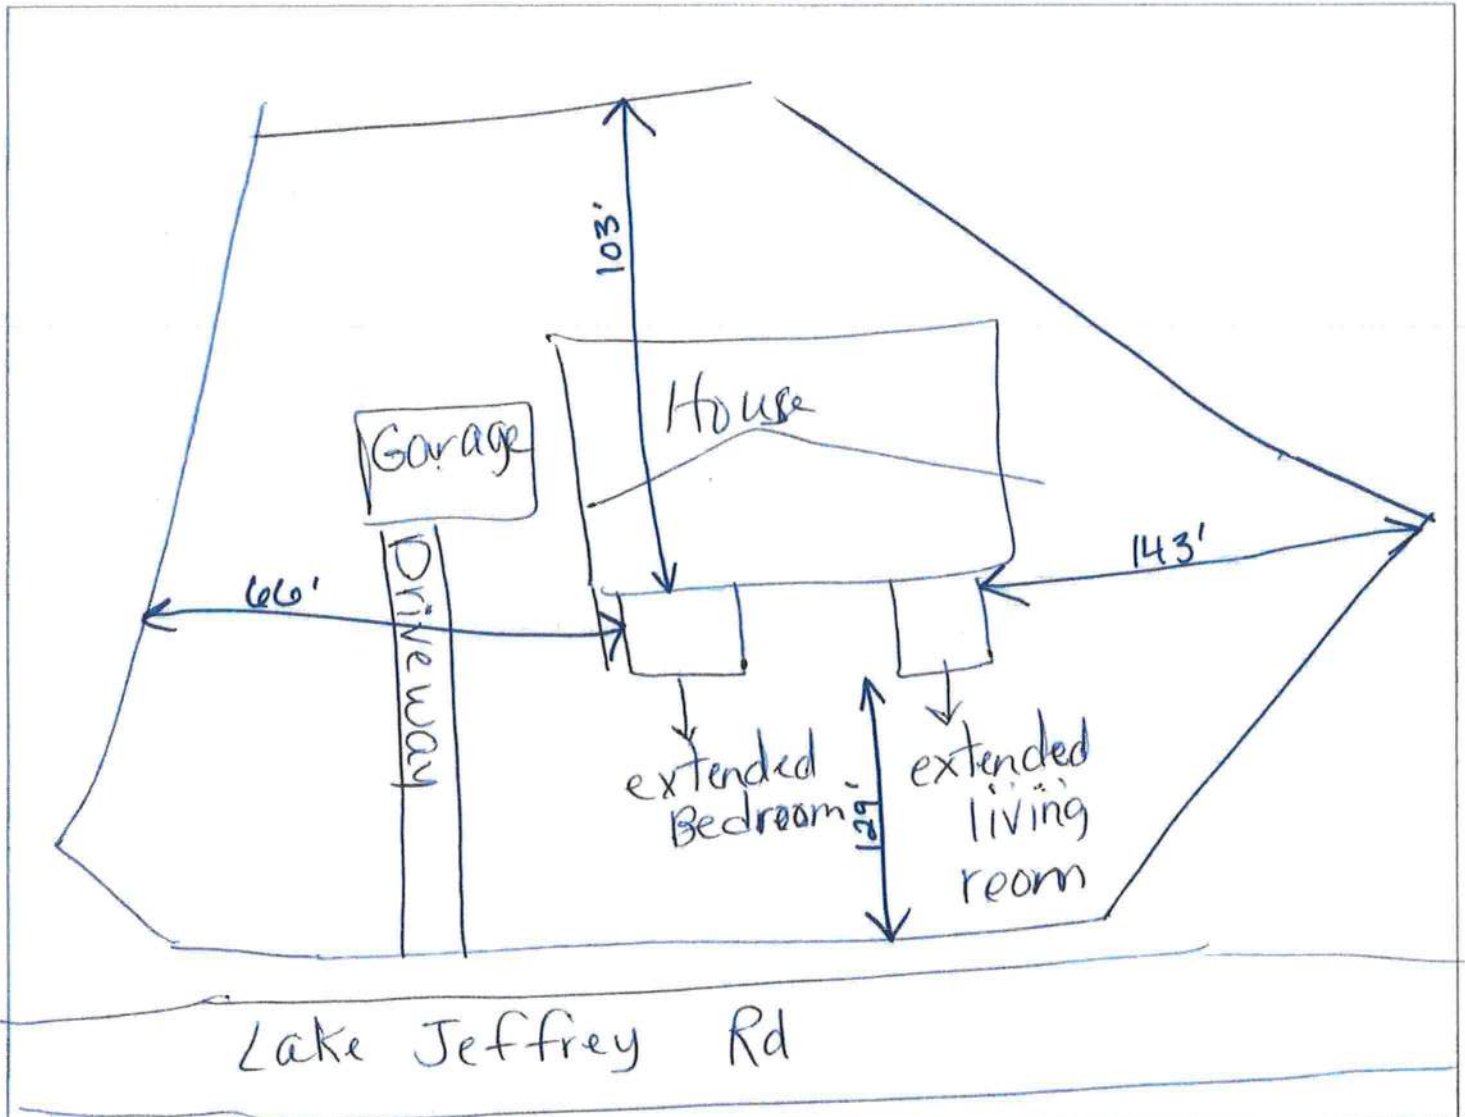 103'
House
Garage
Driveway
66'
143'
extended
Bedroom
129'
extended
living
room
Lake Jeffrey Rd